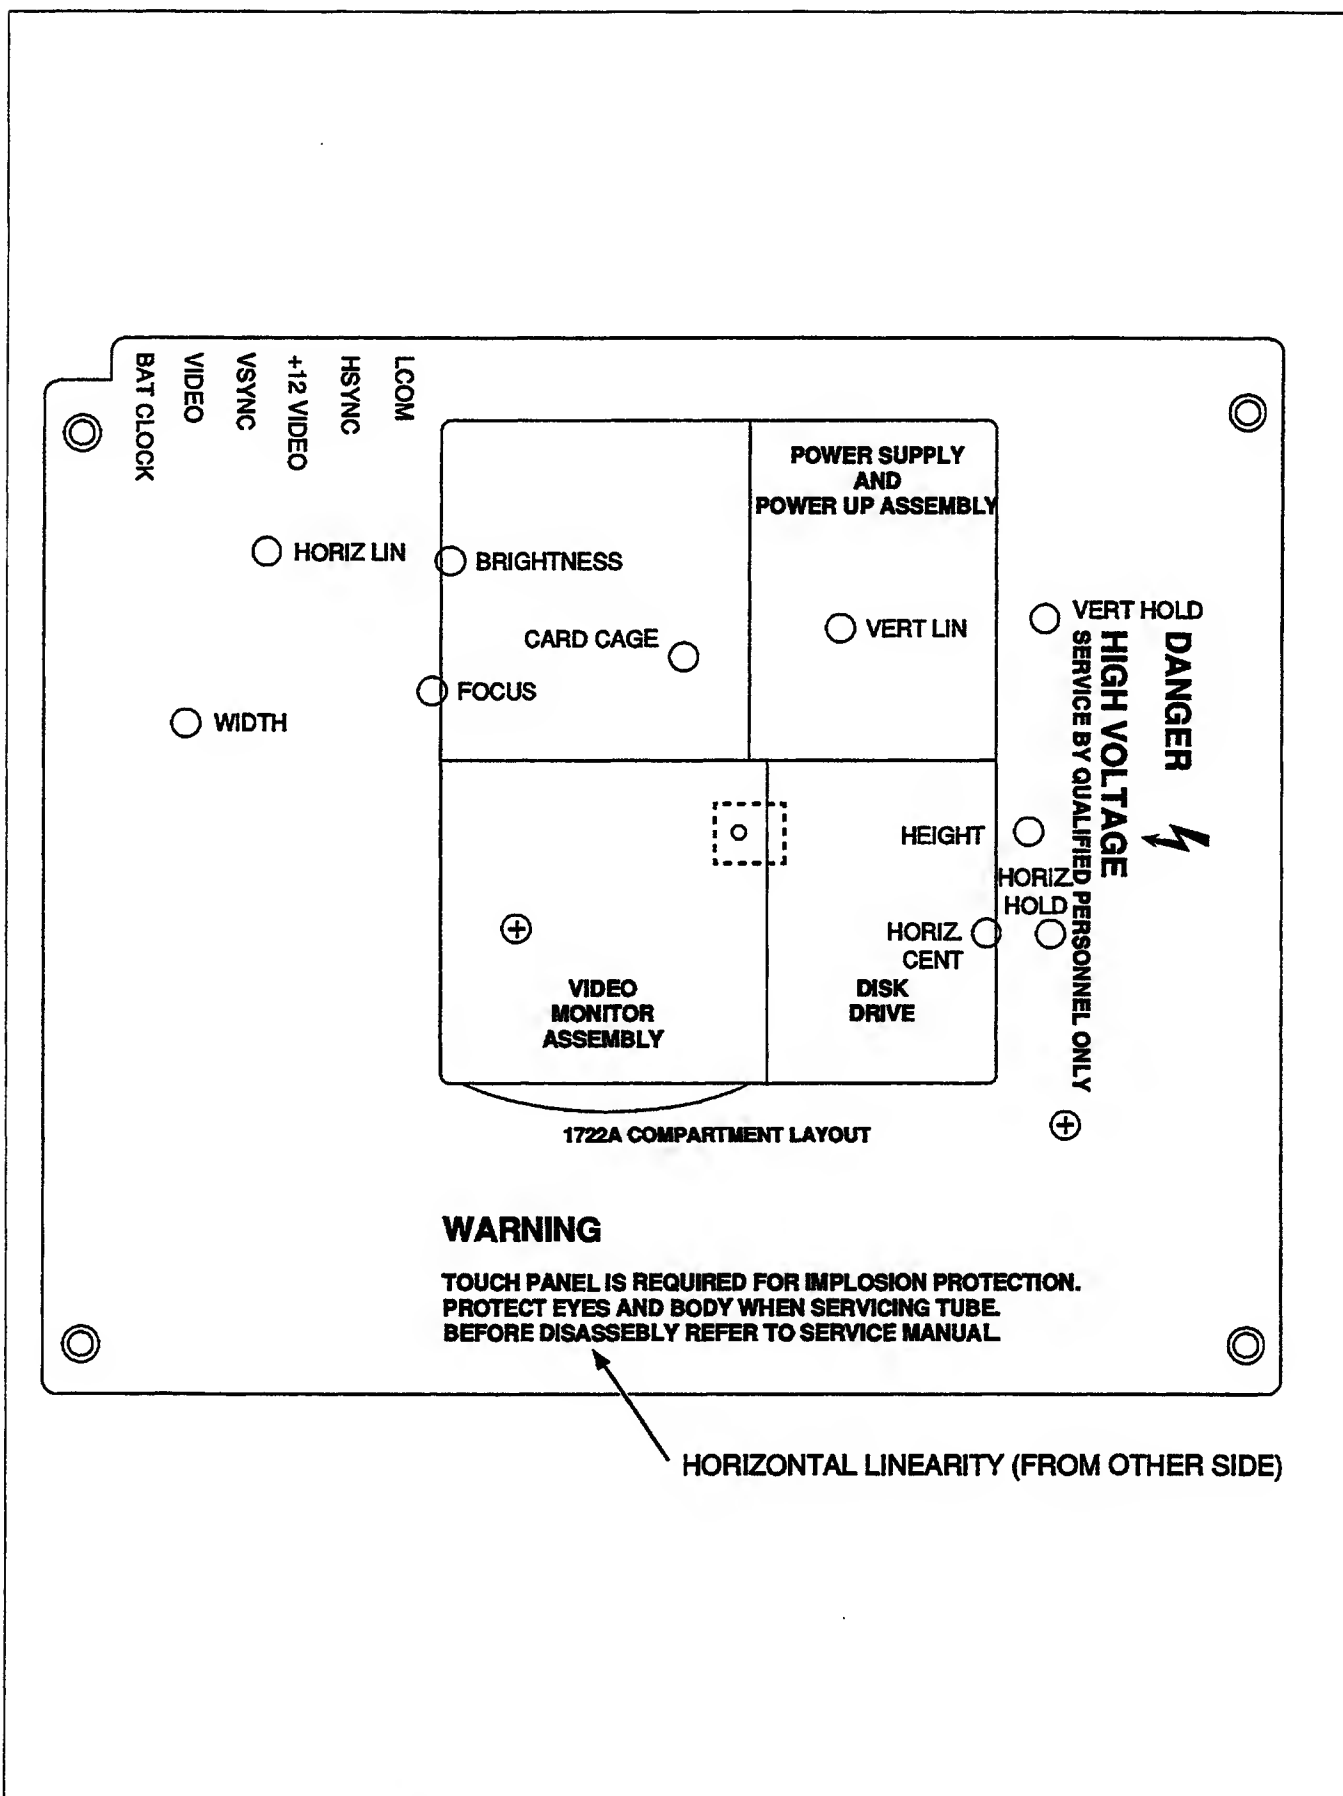 BAT CLOCK
VIDEO
VSYNC
+12 VIDEO
HSYNC
LCOM
POWER SUPPLY
AND
POWER UP ASSEMBLY
HORIZ LIN
BRIGHTNESS
CARD CAGE
VERT LIN
VERT HOLD
FOCUS
WIDTH
DANGER
HIGH VOLTAGE
SERVICE BY QUALIFIED PERSONNEL ONLY
HEIGHT
HORIZ.
HOLD
HORIZ.
CENT
VIDEO
MONITOR
ASSEMBLY
DISK
DRIVE
1722A COMPARTMENT LAYOUT
WARNING
TOUCH PANEL IS REQUIRED FOR IMPLOSION PROTECTION.
PROTECT EYES AND BODY WHEN SERVICING TUBE.
BEFORE DISASSEBLY REFER TO SERVICE MANUAL.
HORIZONTAL LINEARITY (FROM OTHER SIDE)